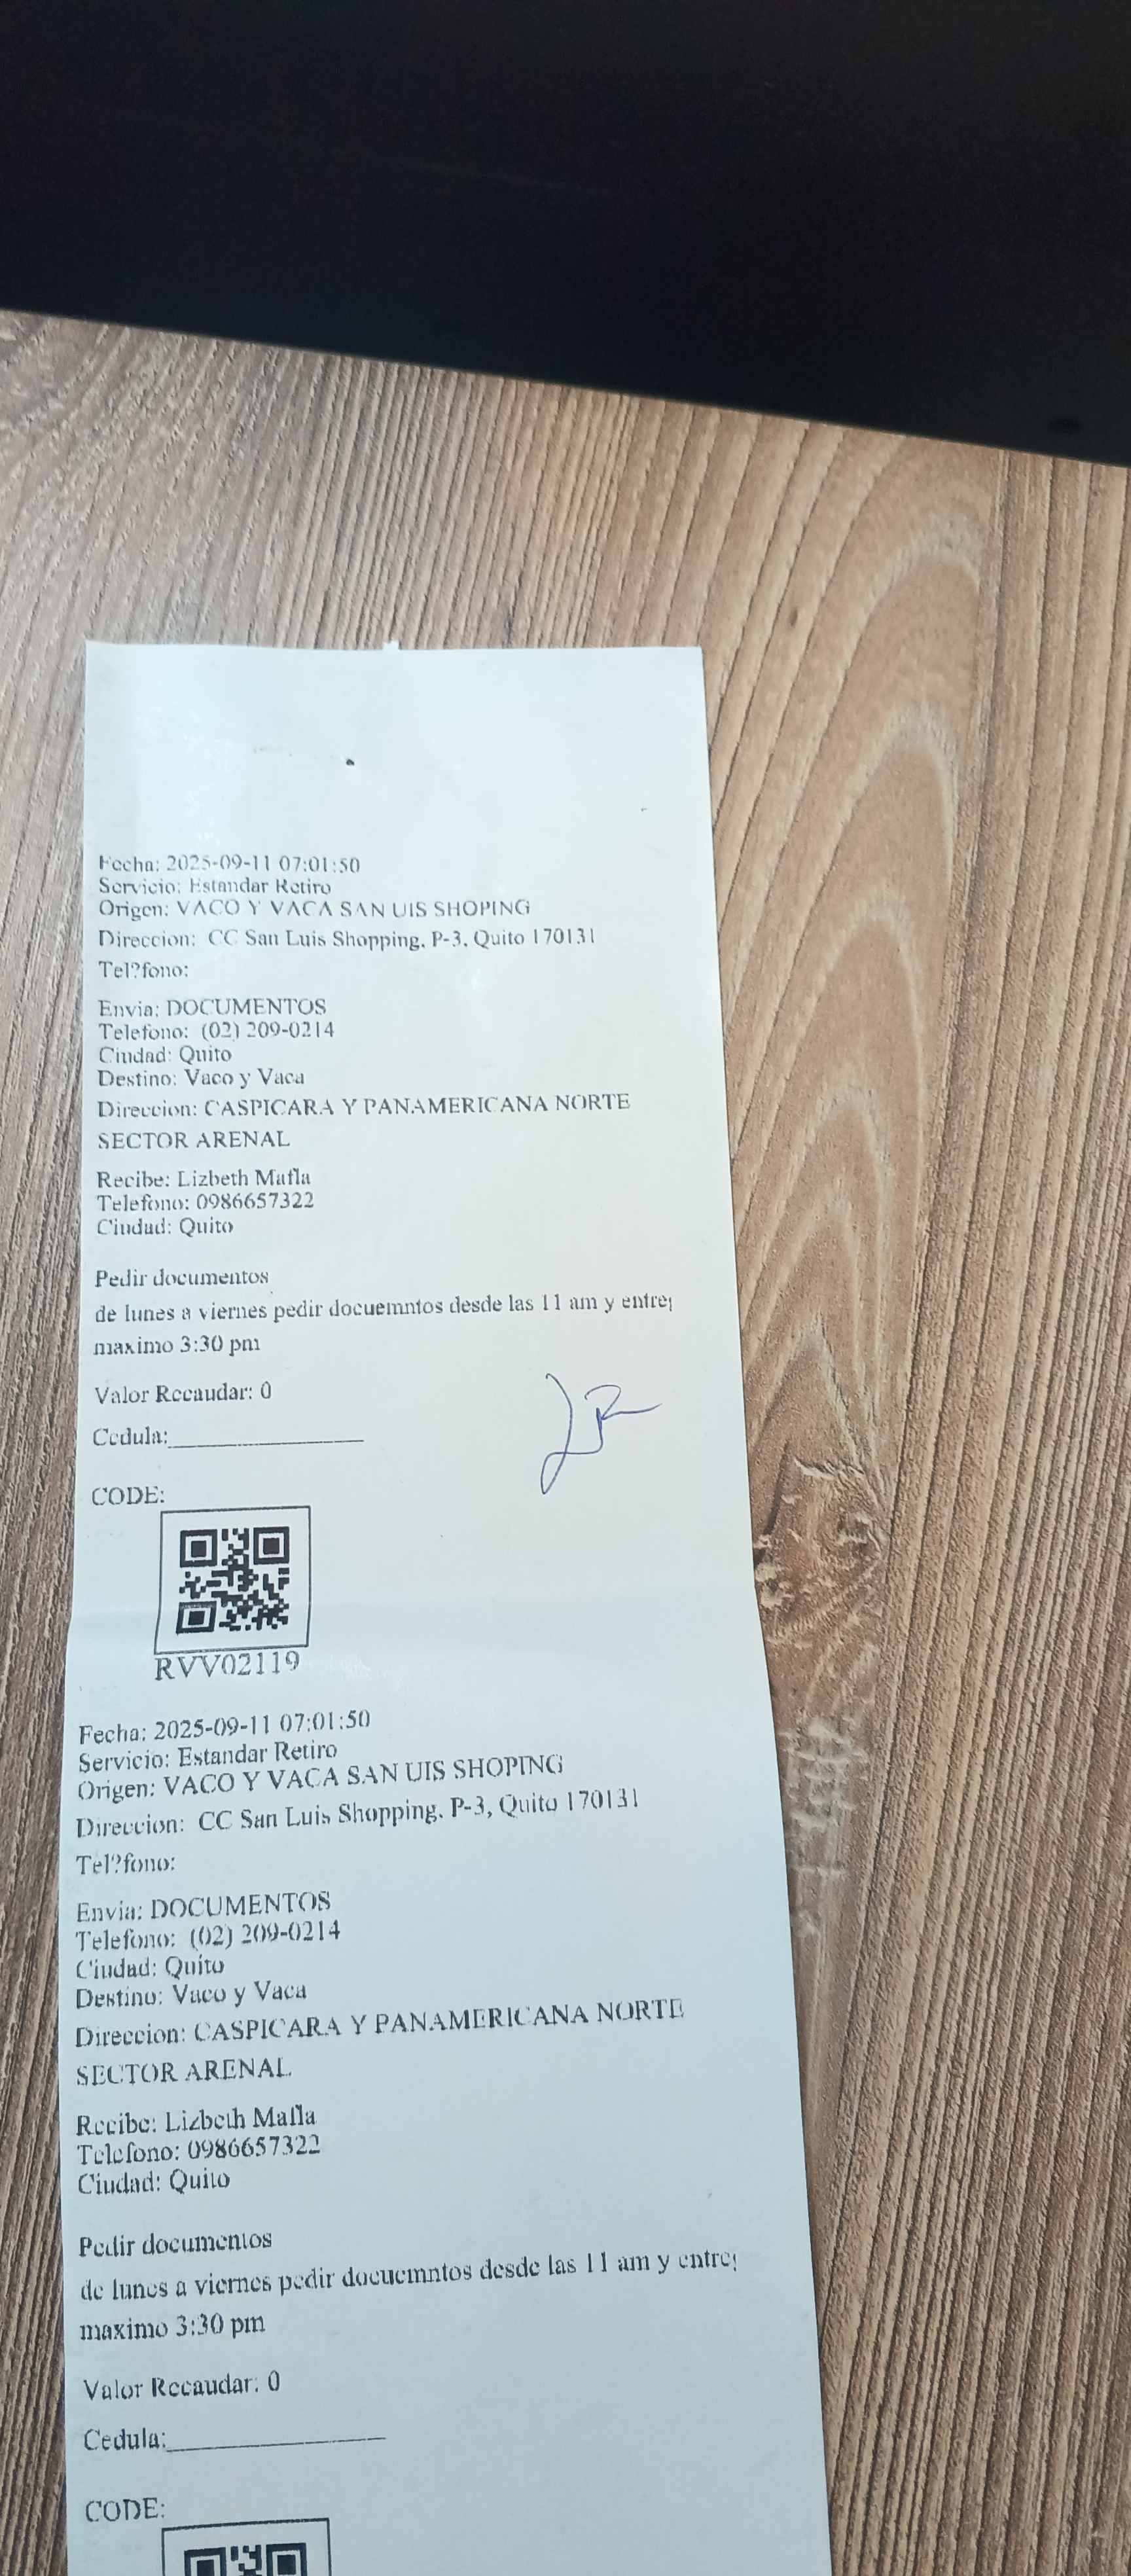 Fecha: 2025-09-11 07:01:50
Servicio: Estandar Retiro
Origen: VACO Y VACA SAN UIS SHOPING
Direccion: CC San Luis Shopping, P-3, Quito 170131
Tel?fono:
Envia: DOCUMENTOS
Telefono: (02) 209-0214
Ciudad: Quito
Destino: Vaco y Vaca
Direccion: CASPICARA Y PANAMERICANA NORTE
SECTOR ARENAL
Recibe: Lizbeth Mafla
Telefono: 0986657322
Ciudad: Quito
Pedir documentos
de lunes a viernes pedir docuemntos desde las 11 am y entre
maximo 3:30 pm
Valor Recaudar: 0
Cedula:
CODE:
RVV02119
Fecha: 2025-09-11 07:01:50
Servicio: Estandar Retiro
Origen: VACO Y VACA SAN UIS SHOPING
Direccion: CC San Luis Shopping, P-3, Quito 170131
Tel?fono:
Envia: DOCUMENTOS
Telefono: (02) 209-0214
Ciudad: Quito
Destino: Vaco y Vaca
Direccion: CASPICARA Y PANAMERICANA NORTE
SECTOR ARENAL
Recibe: Lizbeth Mafla
Telefono: 0986657322
Ciudad: Quito
Pedir documentos
de lunes a viernes pedir docuemntos desde las 11 am y entre
maximo 3:30 pm
Valor Recaudar: 0
Cedula:
CODE: